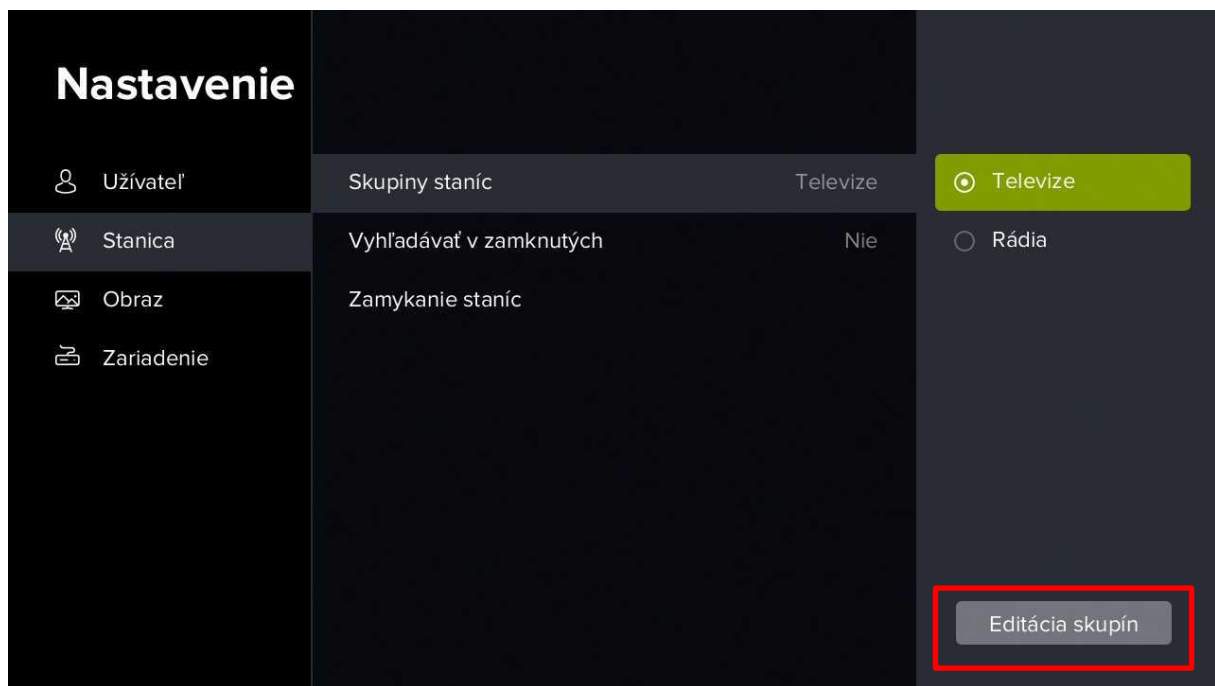 Nastavenie
Užívateľ
Stanica
Obraz
Zariadenie
Skupiny staníc Televize
Vyhľadávať v zamknutých Nie
Zamykanie staníc
Televize
Rádia
Editácia skupín